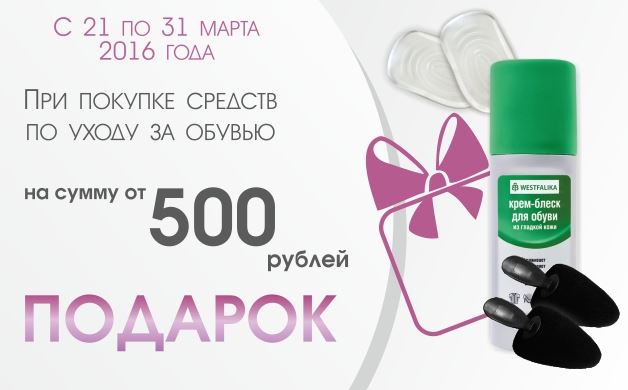 С 21 ПО 31 МАРТА
2016 ГОДА
ПРИ ПОКУПКЕ СРЕДСТВ
ПО УХОДУ ЗА ОБУВЬЮ
на сумму от 500
рублей
ПОДАРОК
WESTFALIKA
крем-блеск
для обуви
из гладкой кожи